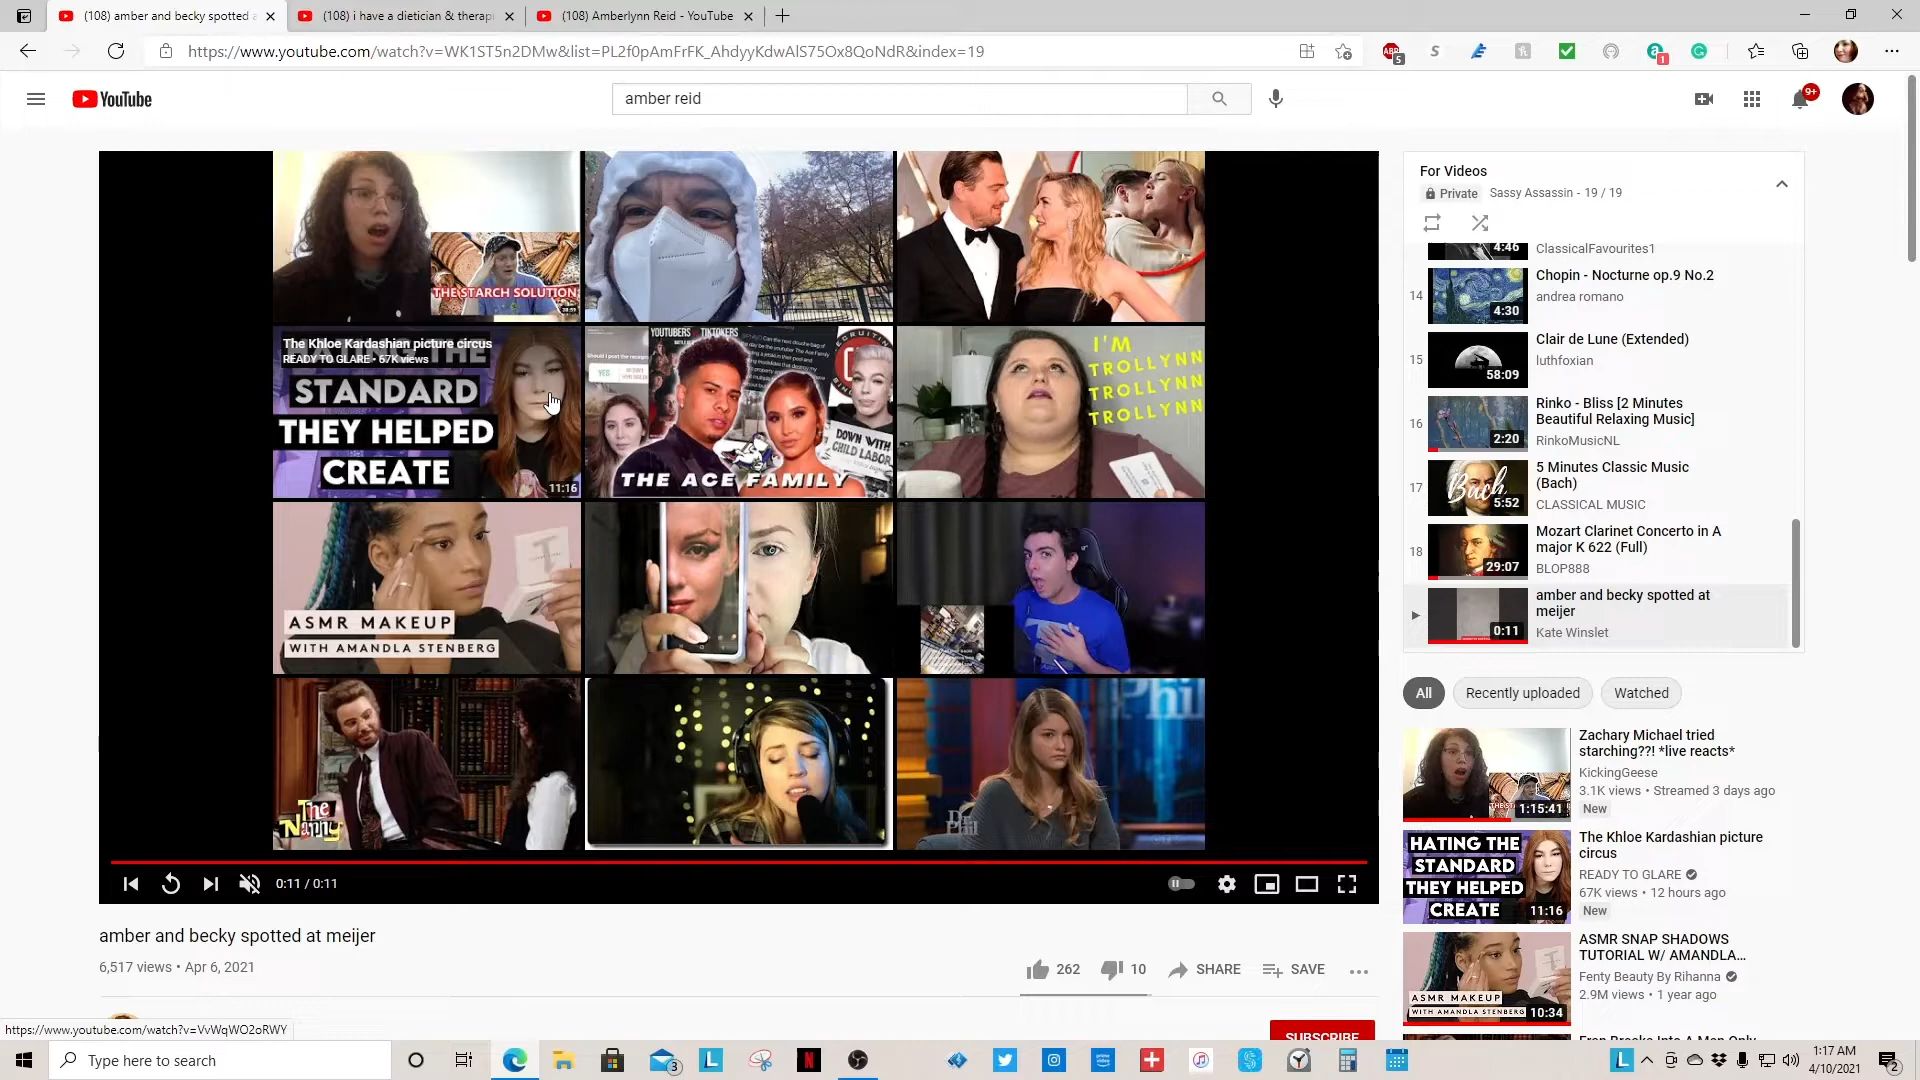 (108) amber and becky spotted a
(108) i have a dietician & therap
(108) Amberlynn Reid - YouTube
https://www.youtube.com/watch?v=WK1ST5n2DMw&list=PL2f0pAmFrFK_AhdyyKdwAlS75Ox8QoNdR&index=19
ABP
5
1
YouTube
amber reid
9+
THE STARCH SOLUTION
The Khloe Kardashian picture circus
READY TO GLARE • 67K views
STANDARD
THEY HELPED
CREATE
11:16
YOUTUBERS
TIKTOKERS
YES
DOWN WITH
CHILD LABOR
THE ACE FAMILY
I'M
TROLLYNN
TROLLYNN
TROLLYNN
ASMR MAKEUP
WITH AMANDLA STENBERG
The
Nanny
Dr.
Phil
Phil
0:11 / 0:11
amber and becky spotted at meijer
6,517 views • Apr 6, 2021
262
10
SHARE
SAVE
SUBSCRIBE
For Videos
Private
Sassy Assassin - 19 / 19
4:46
ClassicalFavourites1
14
4:30
Chopin - Nocturne op.9 No.2
andrea romano
15
58:09
Clair de Lune (Extended)
luthfoxian
16
2:20
Rinko - Bliss [2 Minutes
Beautiful Relaxing Music]
RinkoMusicNL
17
Bach
5:52
5 Minutes Classic Music
(Bach)
CLASSICAL MUSIC
18
29:07
Mozart Clarinet Concerto in A
major K 622 (Full)
BLOP888
0:11
amber and becky spotted at
meijer
Kate Winslet
All
Recently uploaded
Watched
1:15:41
Zachary Michael tried
starching??! *live reacts*
KickingGeese
3.1K views • Streamed 3 days ago
New
HATING THE
STANDARD
THEY HELPED
CREATE
11:16
The Khloe Kardashian picture
circus
READY TO GLARE
67K views • 12 hours ago
New
ASMR MAKEUP
WITH AMANDLA STENBERG
10:34
ASMR SNAP SHADOWS
TUTORIAL W/ AMANDLA...
Fenty Beauty By Rihanna
2.9M views • 1 year ago
https://www.youtube.com/watch?v=VvWqWO2oRWY
Type here to search
3
1:17 AM
4/10/2021
2